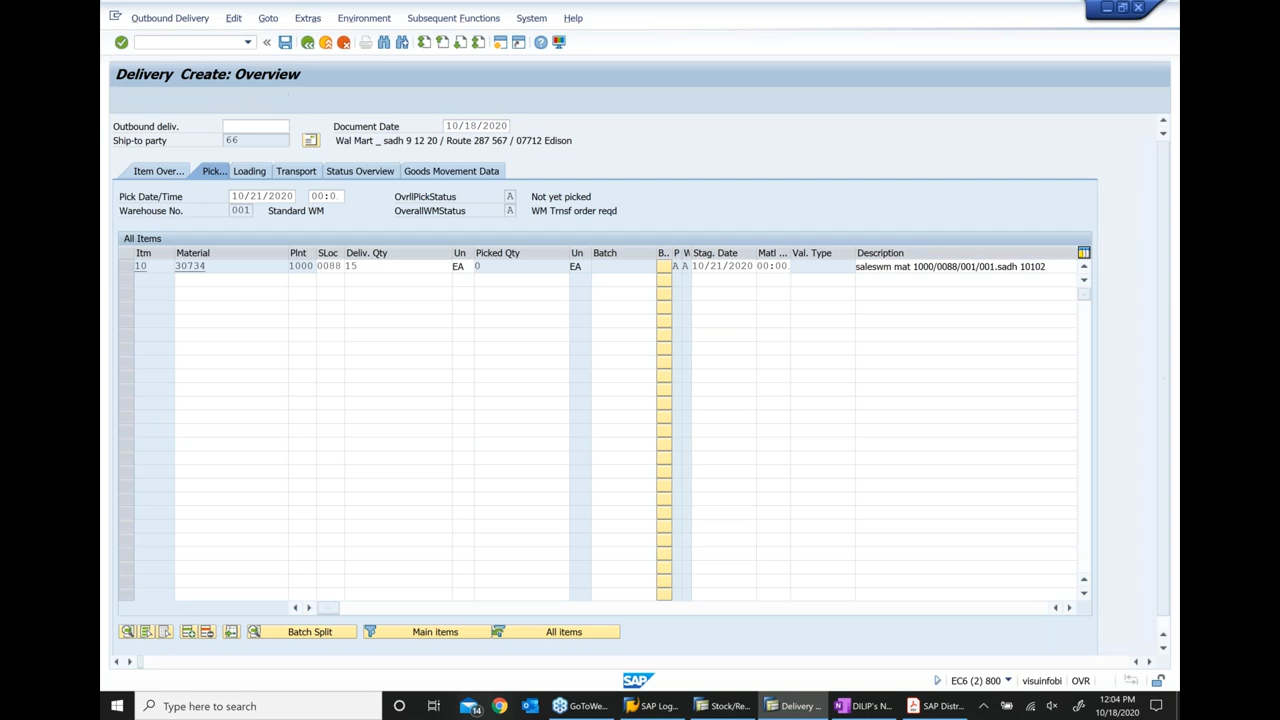 Outbound Delivery Edit Goto Extras Environment Subsequent Functions System Help
Delivery Create: Overview
Outbound deliv. Document Date 10/18/2020
Ship-to party 66 Wal Mart _ sadh 9 12 20 / Route 287 567 / 07712 Edison
Item Over... Pick... Loading Transport Status Overview Goods Movement Data
Pick Date/Time 10/21/2020 00:0. OvrllPickStatus A Not yet picked
Warehouse No. 001 Standard WM OverallWMStatus A WM Trnsf order reqd
All Items
Itm Material Plnt SLoc Deliv. Qty Un Picked Qty Un Batch B.. P W Stag. Date Matl ... Val. Type Description
10 30734 1000 0088 15 EA 0 EA A A 10/21/2020 00:00. saleswm mat 1000/0088/001/001.sadh 10102
Batch Split Main items All items
SAP EC6 (2) 800 visuinfobi OVR
Type here to search 14 GoToWe... SAP Log... Stock/Re... Delivery ... DILIP's N... SAP Distr... 12:04 PM
10/18/2020